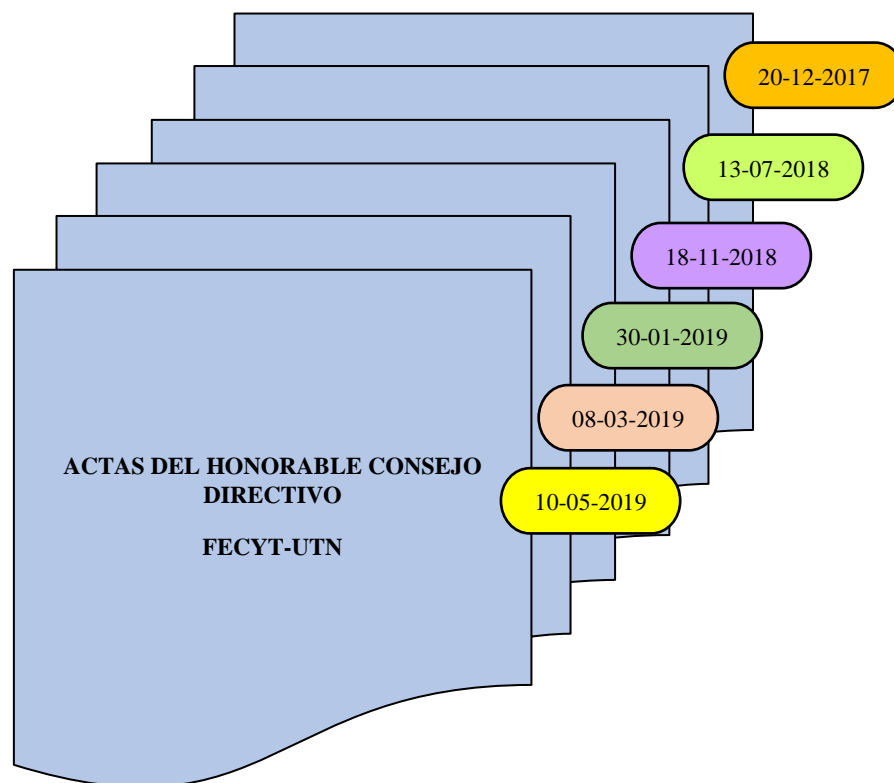 20-12-2017
13-07-2018
18-11-2018
30-01-2019
08-03-2019
ACTAS DEL HONORABLE CONSEJO
DIRECTIVO
10-05-2019
FECYT-UTN